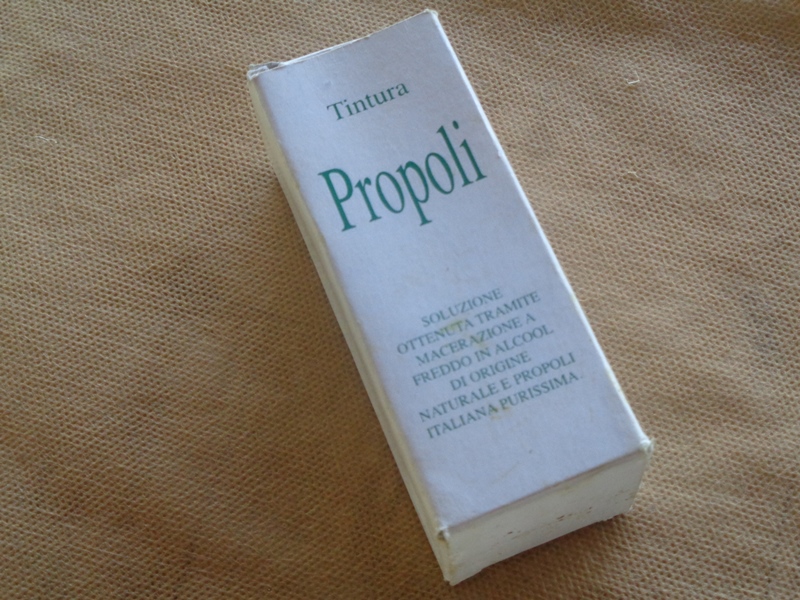 Tintura
Propoli
SOLUZIONE
OTTENUTA TRAMITE
MACERAZIONE A
FREDDO IN ALCOOL
DI ORIGINE
NATURALE E PROPOLI
ITALIANA PURISSIMA